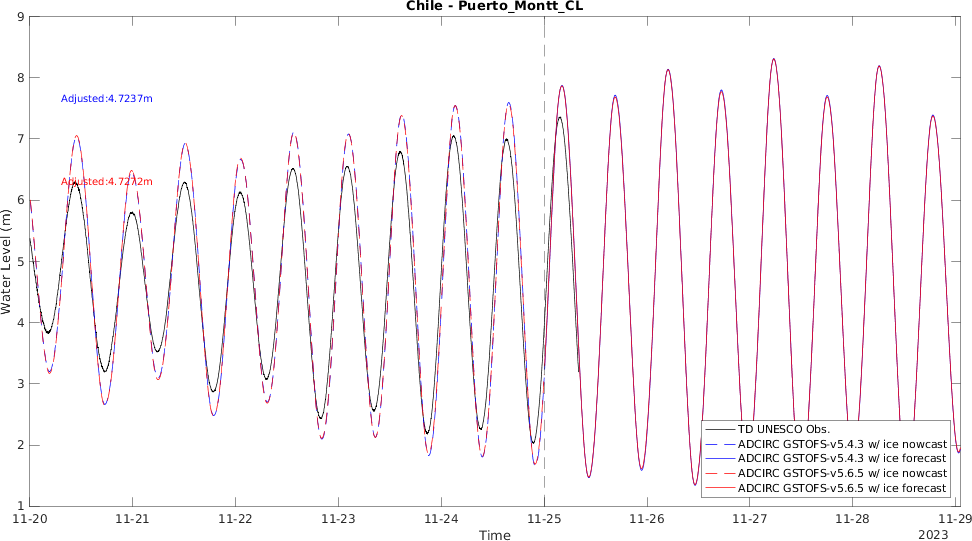 Chile - Puerto_Montt_CL
9
8
7
6
5
4
3
2
1
Water Level (m)
Adjusted:4.7237m
Adjusted:4.7272m
TD UNESCO Obs.
ADCIRC GSTOFS-v5.4.3 w/ ice nowcast
ADCIRC GSTOFS-v5.4.3 w/ ice forecast
ADCIRC GSTOFS-v5.6.5 w/ ice nowcast
ADCIRC GSTOFS-v5.6.5 w/ ice forecast
11-20 11-21 11-22 11-23 11-24 11-25 11-26 11-27 11-28 11-29
Time
2023